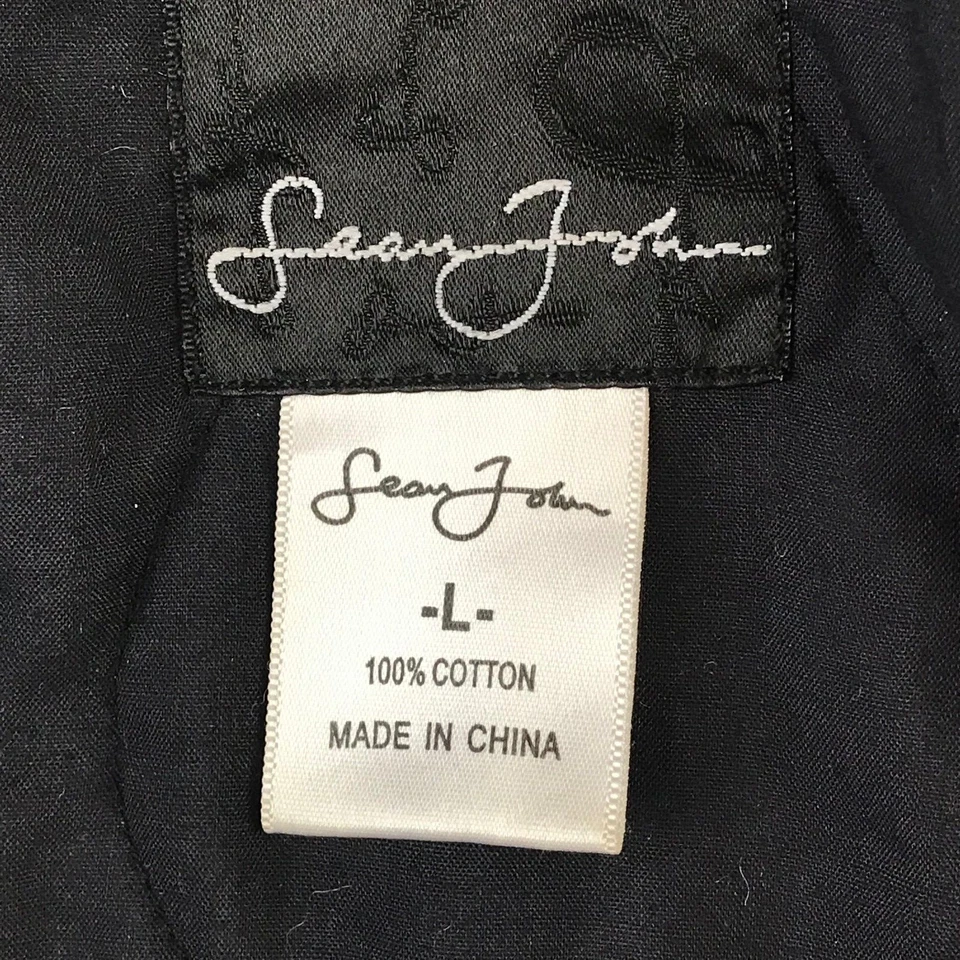 Sean John
Sean John
-L-
100% COTTON
MADE IN CHINA